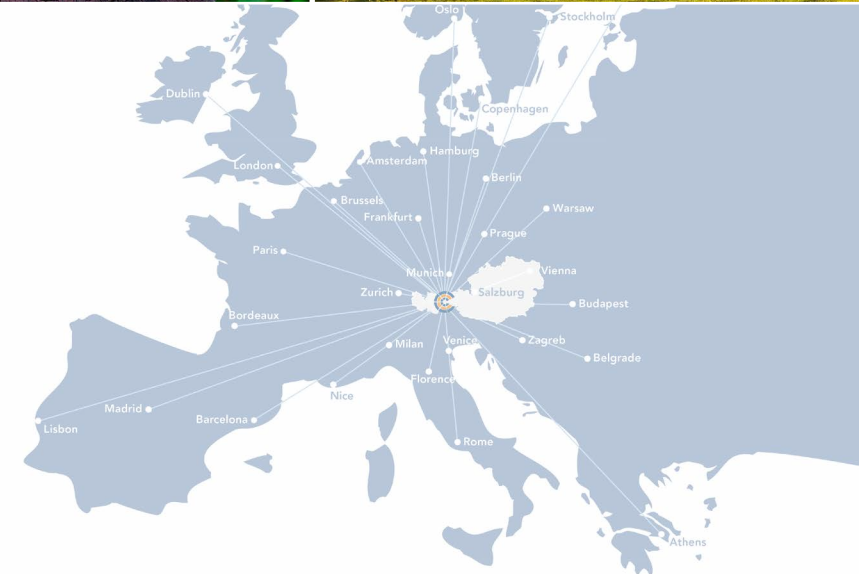 Oslo
Stockholm
Dublin
Copenhagen
Hamburg
Amsterdam
London
Berlin
Brussels
Warsaw
Frankfurt
Prague
Paris
Munich
Vienna
Zurich
Salzburg
Budapest
Bordeaux
Milan
Venice
Zagreb
Belgrade
Florence
Nice
Madrid
Barcelona
Lisbon
Rome
Athens